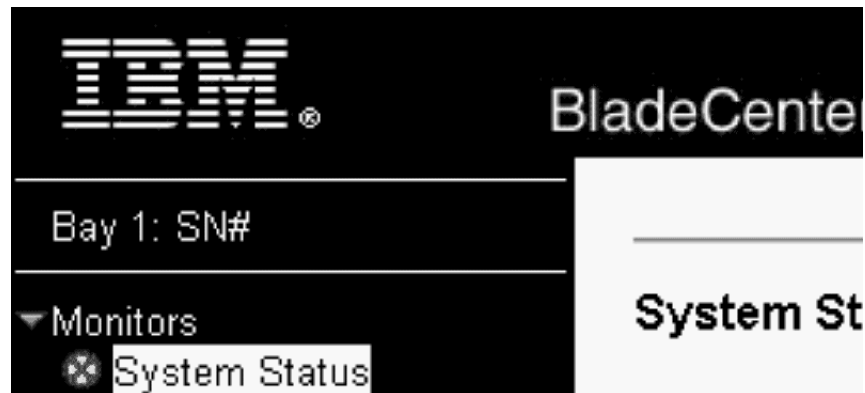 IBM®
BladeCenter
Bay 1: SN#
Monitors
System St
System Status